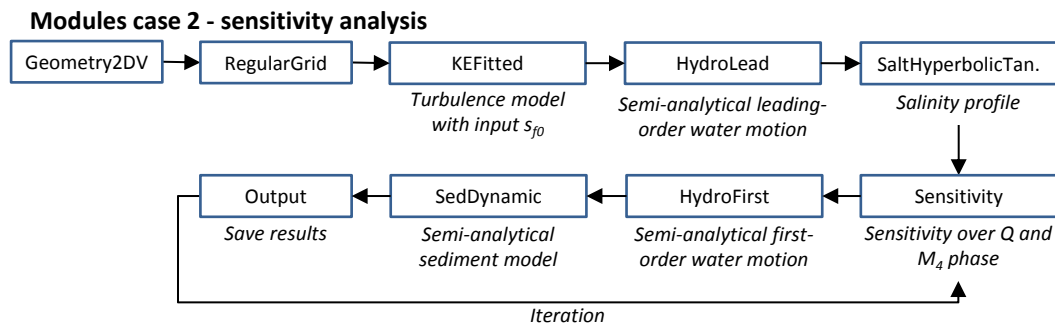 Modules case 2 - sensitivity analysis
Geometry2DV
RegularGrid
KEFitted
HydroLead
SaltHyperbolicTan.
Turbulence model
with input sf0
Semi-analytical leading-
order water motion
Salinity profile
Output
SedDynamic
HydroFirst
Sensitivity
Save results
Semi-analytical
sediment model
Semi-analytical first-
order water motion
Sensitivity over Q and
M4 phase
Iteration